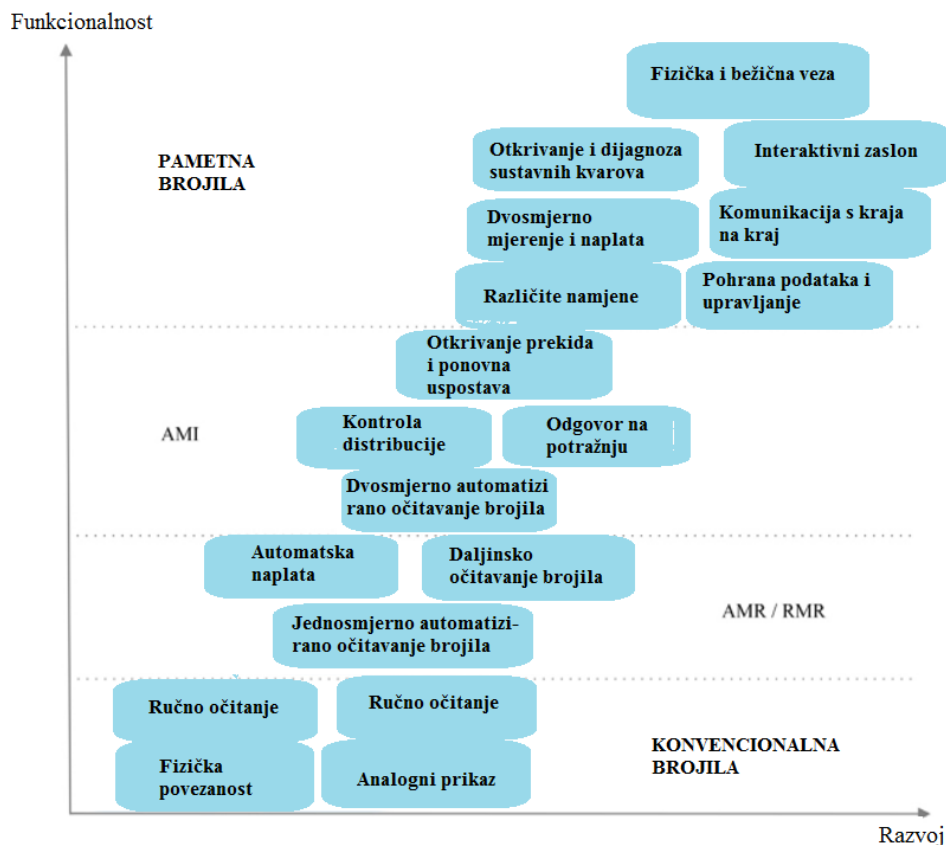 Funkcionalnost
Fizička i bežična veza
PAMETNA
BROJILA
Otkrivanje i dijagnoza
sustavnih kvarova
Interaktivni zaslon
Dvosmjerno
mjerenje i naplata
Komunikacija s kraja
na kraj
Različite namjene
Pohrana podataka i
upravljanje
Otkrivanje prekida
i ponovna
uspostava
AMI
Kontrola
distribucije
Odgovor na
potražnju
Dvosmjerno automatizi
rano očitavanje brojila
Automatska
naplata
Daljinsko
očitavanje brojila
AMR / RMR
Jednosmjerno automatizi-
rano očitavanje brojila
Ručno očitanje
Ručno očitanje
KONVENCIONALNA
BROJILA
Fizička
povezanost
Analogni prikaz
Razvoj